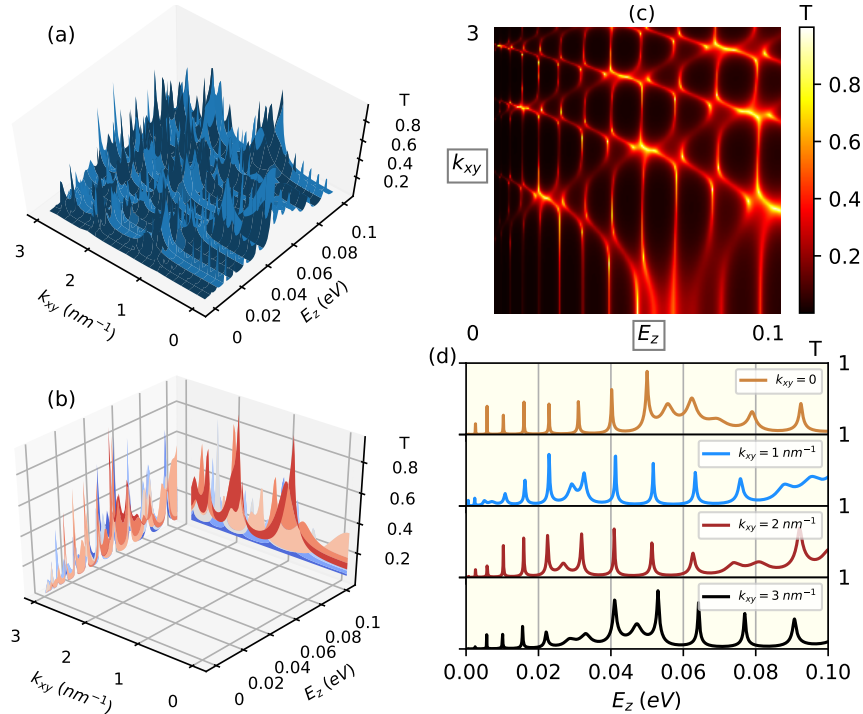 (a)
T
0.8
0.6
0.4
0.2
3
2
1
0
k_xy (nm⁻¹)
0
0.02
0.04
0.06
0.08
0.1
E_z (eV)
(b)
T
0.8
0.6
0.4
0.2
3
2
1
0
k_xy (nm⁻¹)
0
0.02
0.04
0.06
0.08
0.1
E_z (eV)
(c)
T
3
k_xy
0
E_z
0.1
0.8
0.6
0.4
0.2
(d)
T
1
k_xy = 0
1
k_xy = 1 nm⁻¹
1
k_xy = 2 nm⁻¹
1
k_xy = 3 nm⁻¹
0.00 0.02 0.04 0.06 0.08 0.10
E_z (eV)